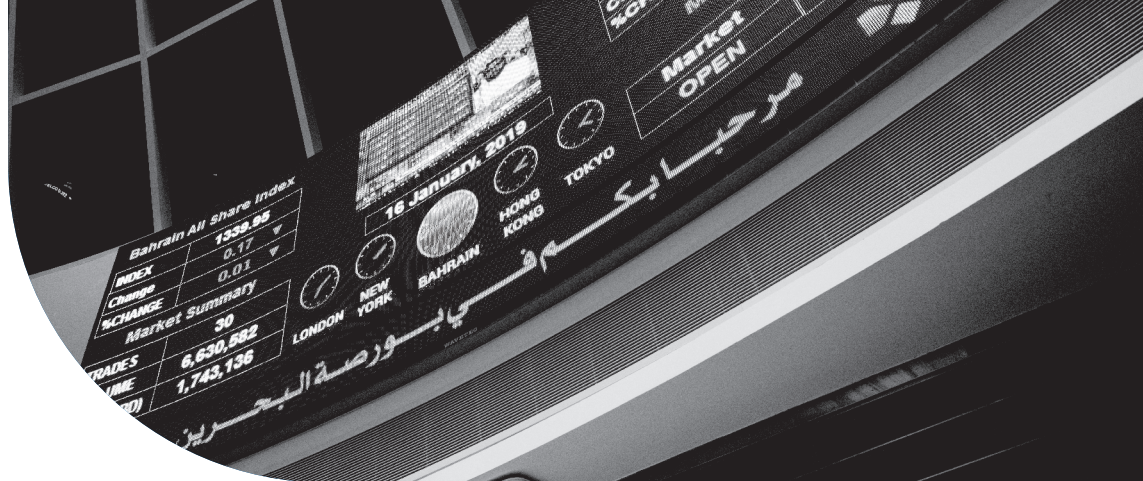 Bahrain All Share Index
INDEX 1339.95
Change 0.17 ▼
%CHANGE 0.01 ▼
Market Summary
TRADES 30
UME 6,630,582
BD) 1,743,136
16 January, 2019
LONDON
NEW YORK
BAHRAIN
HONG KONG
TOKYO
Market
OPEN
مرحبا بكم في بورصة البحرين